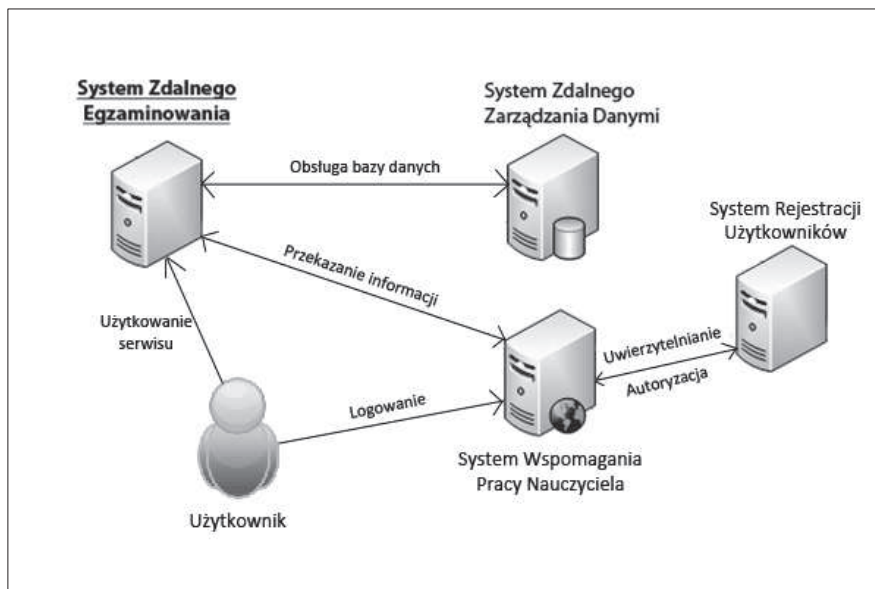 System Zdalnego
Egzaminowania
System Zdalnego
Zarządzania Danymi
Obsługa bazy danych
System Rejestracji
Użytkowników
Przekazanie informacji
Użytkowanie
serwisu
Uwierzytelnianie
Autoryzacja
Logowanie
System Wspomagania
Pracy Nauczyciela
Użytkownik